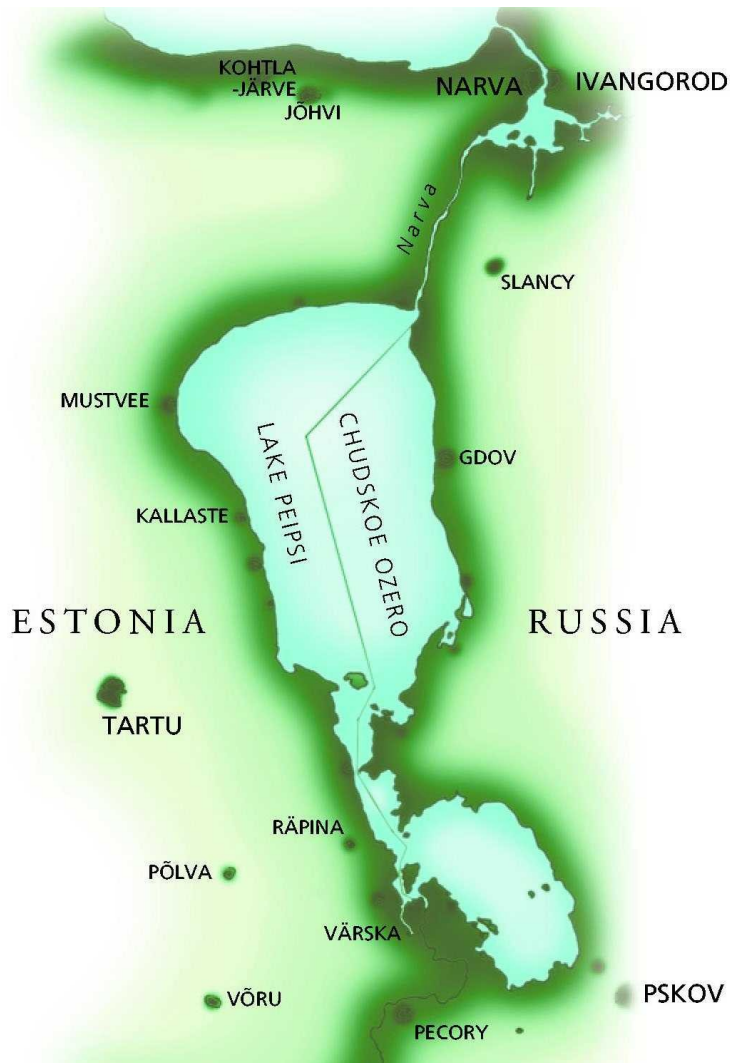 KOHTLA
-JÄRVE
JÕHVI
NARVA
IVANGOROD
Narva
SLANCY
MUSTVEE
LAKE PEIPSI
CHUDSKOE OZERO
GDOV
KALLASTE
ESTONIA
RUSSIA
TARTU
RÄPINA
PÕLVA
VÄRSKA
VÕRU
PSKOV
PECORY